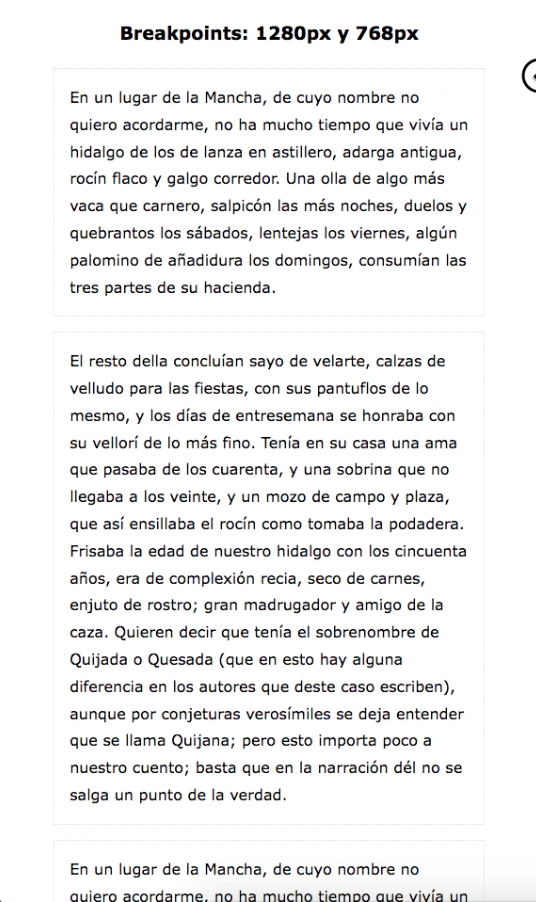 Breakpoints: 1280px y 768px
En un lugar de la Mancha, de cuyo nombre no
quiero acordarme, no ha mucho tiempo que vivía un
hidalgo de los de lanza en astillero, adarga antigua,
rocín flaco y galgo corredor. Una olla de algo más
vaca que carnero, salpicón las más noches, duelos y
quebrantos los sábados, lentejas los viernes, algún
palomino de añadidura los domingos, consumían las
tres partes de su hacienda.
El resto della concluían sayo de velarte, calzas de
velludo para las fiestas, con sus pantuflos de lo
mesmo, y los días de entresemana se honraba con
su vellorí de lo más fino. Tenía en su casa una ama
que pasaba de los cuarenta, y una sobrina que no
llegaba a los veinte, y un mozo de campo y plaza,
que así ensillaba el rocín como tomaba la podadera.
Frisaba la edad de nuestro hidalgo con los cincuenta
años, era de complexión recia, seco de carnes,
enjuto de rostro; gran madrugador y amigo de la
caza. Quieren decir que tenía el sobrenombre de
Quijada o Quesada (que en esto hay alguna
diferencia en los autores que deste caso escriben),
aunque por conjeturas verosímiles se deja entender
que se llama Quijana; pero esto importa poco a
nuestro cuento; basta que en la narración dél no se
salga un punto de la verdad.
En un lugar de la Mancha, de cuyo nombre no
quiero acordarme, no ha mucho tiempo que vivía un